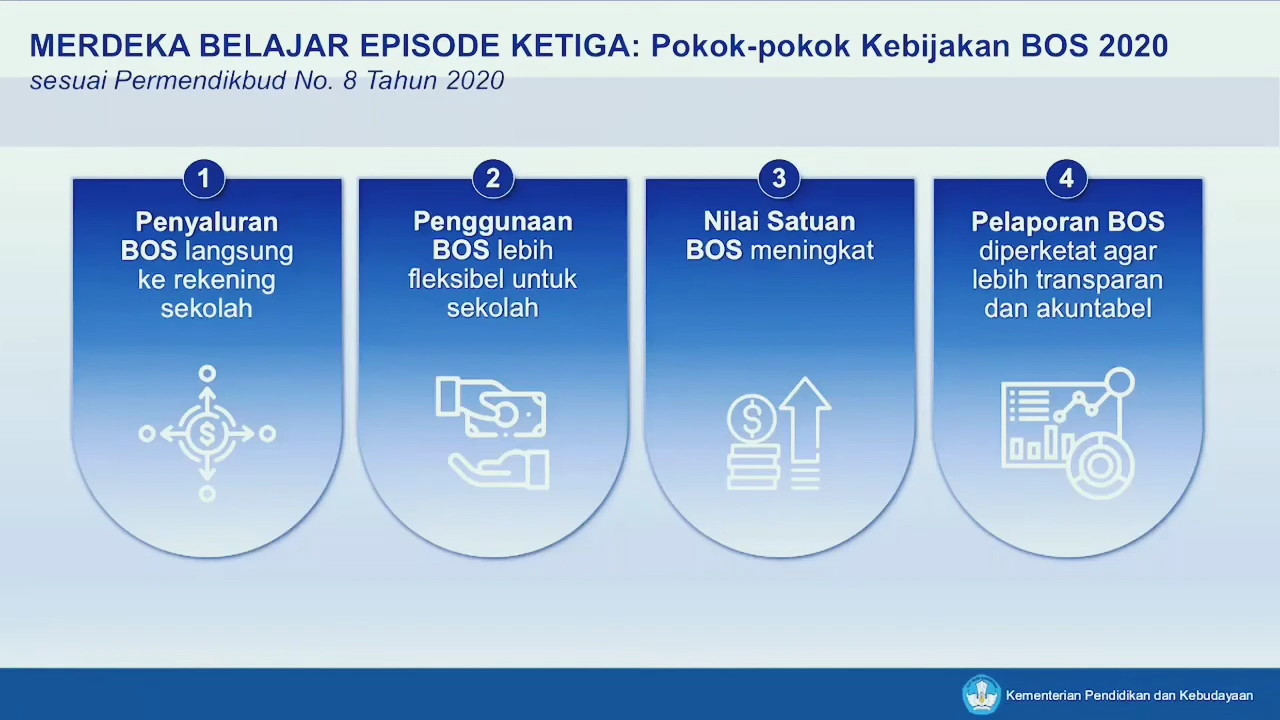 MERDEKA BELAJAR EPISODE KETIGA: Pokok-pokok Kebijakan BOS 2020
sesuai Permendikbud No. 8 Tahun 2020
1
Penyaluran
BOS langsung
ke rekening
sekolah
2
Penggunaan
BOS lebih
fleksibel untuk
sekolah
3
Nilai Satuan
BOS meningkat
4
Pelaporan BOS
diperketat agar
lebih transparan
dan akuntabel
Kementerian Pendidikan dan Kebudayaan